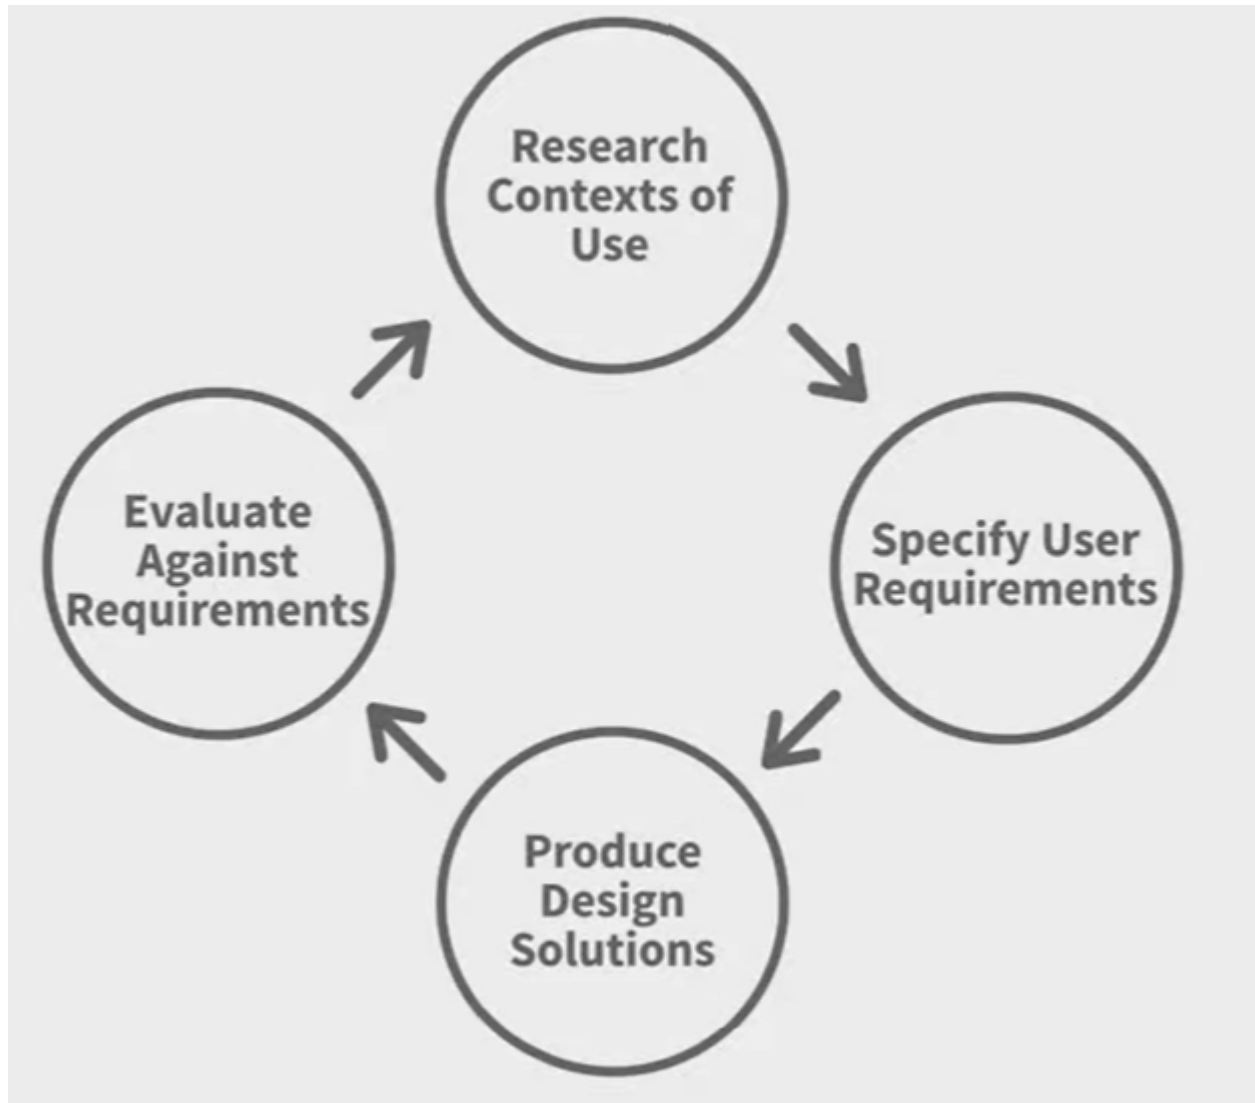 Research
Contexts of
Use
Specify User
Requirements
Produce
Design
Solutions
Evaluate
Against
Requirements